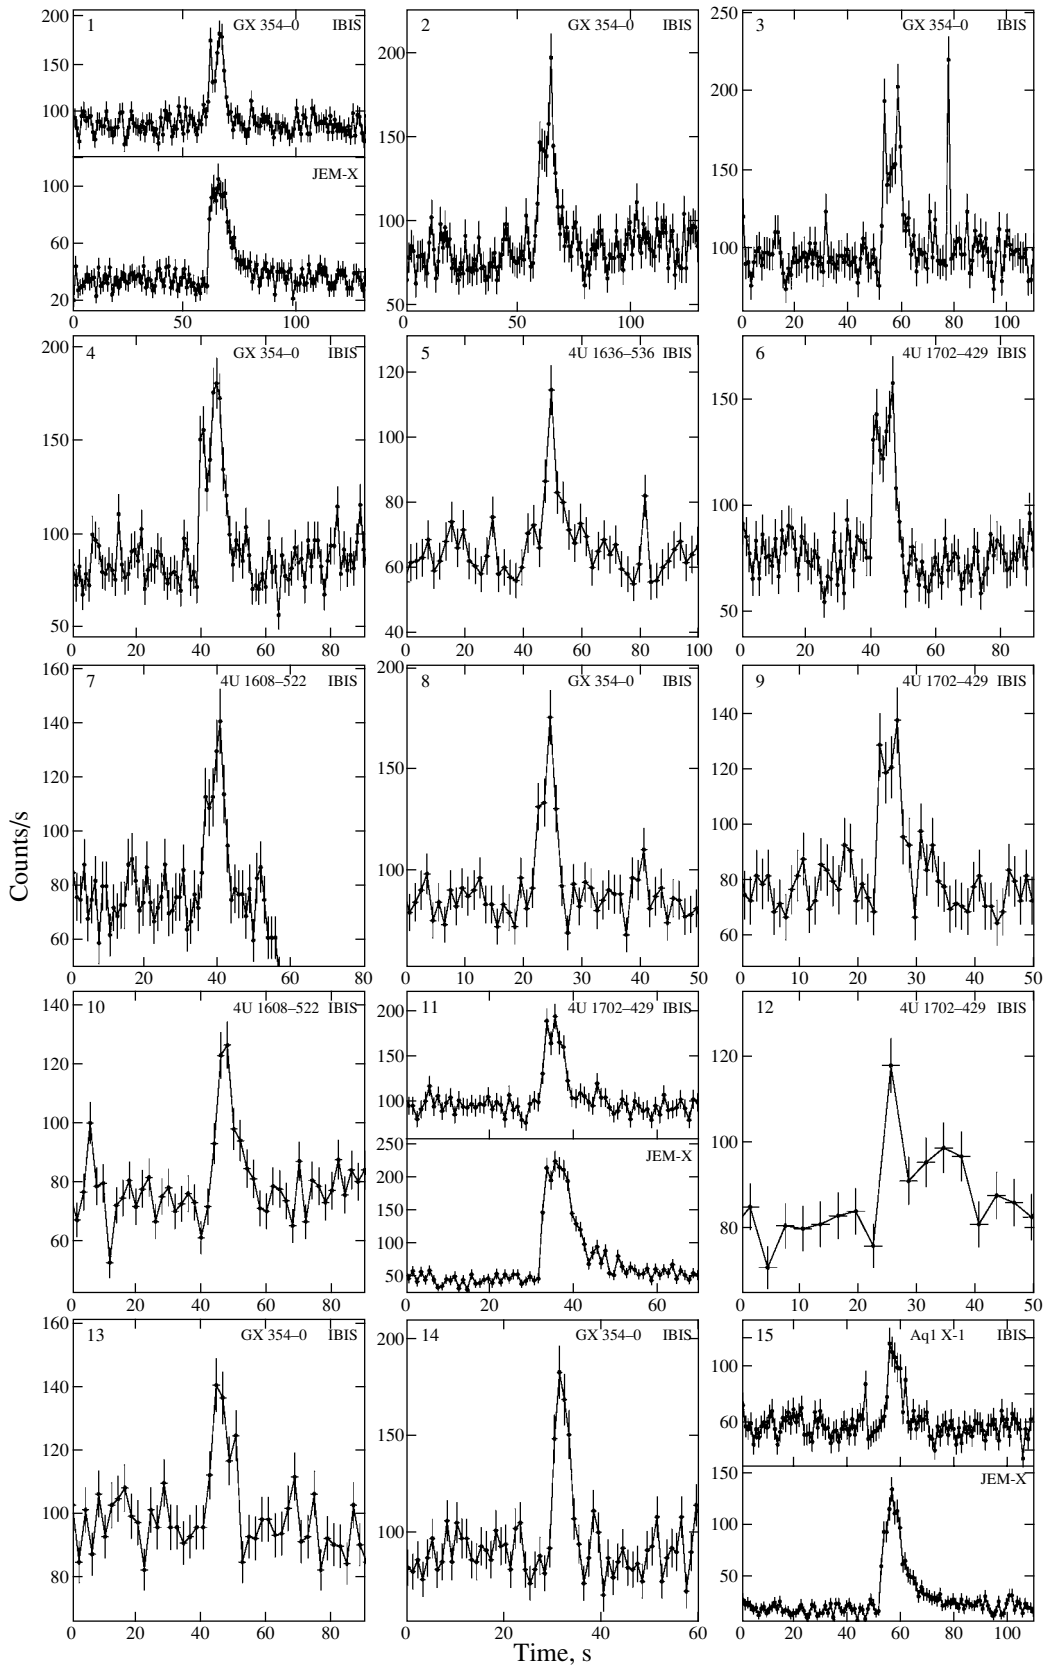 1 GX 354–0 IBIS
200
150
100
JEM-X
100
60
20
0 50 100
2 GX 354–0 IBIS
200
150
100
50
0 50 100
3 GX 354–0 IBIS
250
200
150
100
0 20 40 60 80 100
4 GX 354–0 IBIS
200
150
100
50
0 20 40 60 80
5 4U 1636–536 IBIS
120
100
80
60
40
0 20 40 60 80 100
6 4U 1702–429 IBIS
150
100
50
0 20 40 60 80
7 4U 1608–522 IBIS
160
140
120
100
80
60
0 20 40 60 80
8 GX 354–0 IBIS
200
150
100
0 10 20 30 40 50
9 4U 1702–429 IBIS
140
120
100
80
60
0 10 20 30 40 50
Counts/s
10 4U 1608–522 IBIS
140
120
100
80
60
0 20 40 60 80
11 4U 1702–429 IBIS
200
150
100
250
JEM-X
200
150
100
50
0 20 40 60
12 4U 1702–429 IBIS
120
100
80
0 10 20 30 40 50
13 GX 354–0 IBIS
160
140
120
100
80
0 20 40 60 80
14 GX 354–0 IBIS
200
150
100
0 10 20 30 40 50 60
15 Aq1 X-1 IBIS
100
60
150
JEM-X
100
50
0 20 40 60 80 100
Time, s